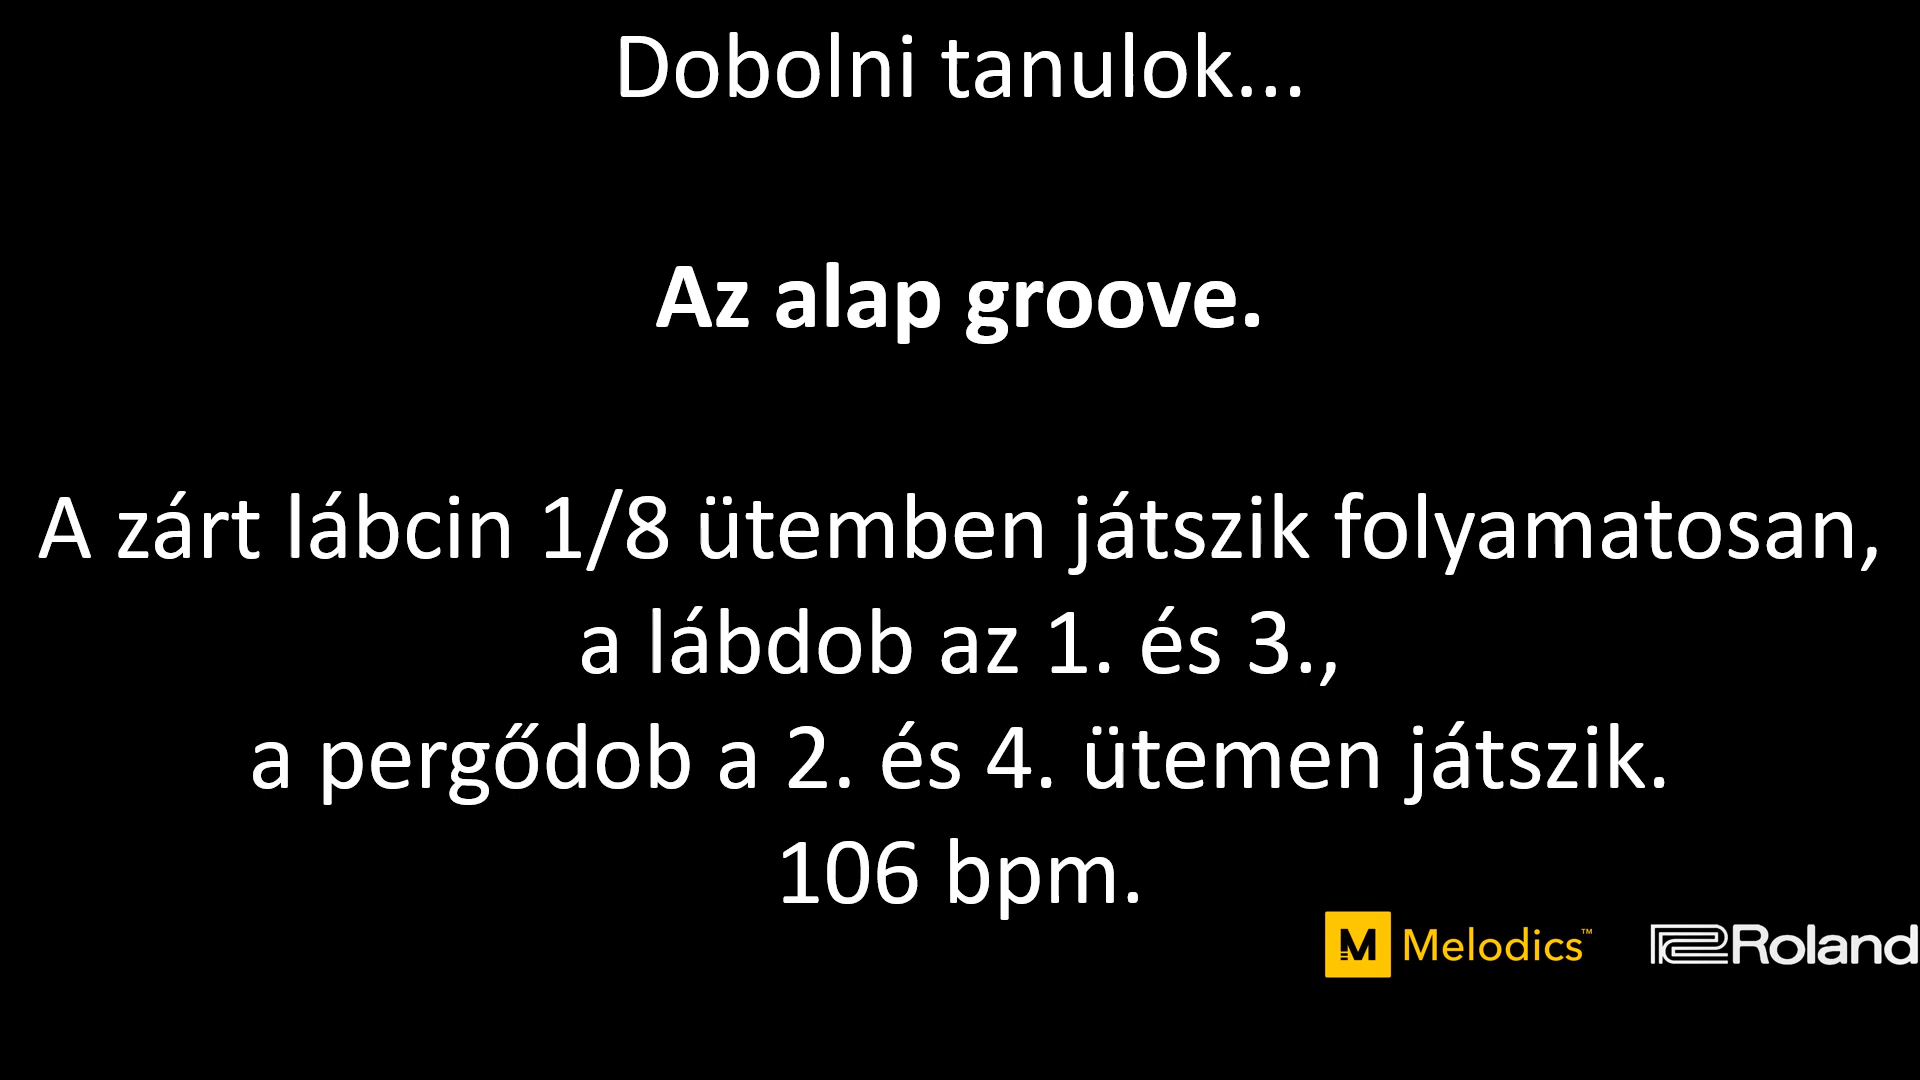 Dobolni tanulok...
Az alap groove.
A zárt lábcin 1/8 ütemben játszik folyamatosan,
a lábdob az 1. és 3.,
a pergődob a 2. és 4. ütemen játszik.
106 bpm.
M Melodics™ Roland